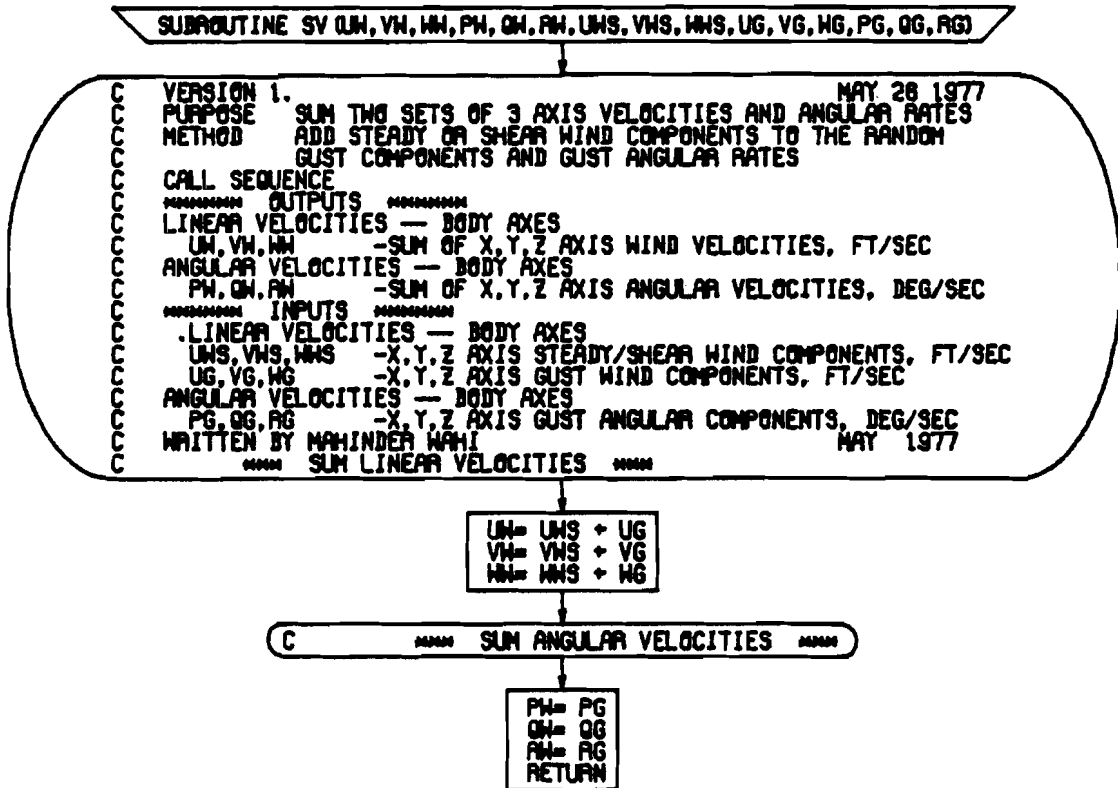 SUBROUTINE SV (UW,VW,WW,PW,QW,RW,UWS,VWS,WWS,UG,VG,WG,PG,QG,RG)
C VERSION 1. MAY 26 1977
C PURPOSE SUM TWO SETS OF 3 AXIS VELOCITIES AND ANGULAR RATES
C METHOD ADD STEADY OR SHEAR WIND COMPONENTS TO THE RANDOM
C GUST COMPONENTS AND GUST ANGULAR RATES
C CALL SEQUENCE
C ******* OUTPUTS *******
C LINEAR VELOCITIES -- BODY AXES
C UW,VW,WW -SUM OF X,Y,Z AXIS WIND VELOCITIES, FT/SEC
C ANGULAR VELOCITIES -- BODY AXES
C PW,QW,RW -SUM OF X,Y,Z AXIS ANGULAR VELOCITIES, DEG/SEC
C ******* INPUTS *******
C .LINEAR VELOCITIES -- BODY AXES
C UWS,VWS,WWS -X,Y,Z AXIS STEADY/SHEAR WIND COMPONENTS, FT/SEC
C UG,VG,WG -X,Y,Z AXIS GUST WIND COMPONENTS, FT/SEC
C ANGULAR VELOCITIES -- BODY AXES
C PG,QG,RG -X,Y,Z AXIS GUST ANGULAR COMPONENTS, DEG/SEC
C WRITTEN BY MAHINDER WAHI MAY 1977
C **** SUM LINEAR VELOCITIES ****
UW= UWS + UG
VW= VWS + VG
WW= WWS + WG
C **** SUM ANGULAR VELOCITIES ****
PW= PG
QW= QG
RW= RG
RETURN